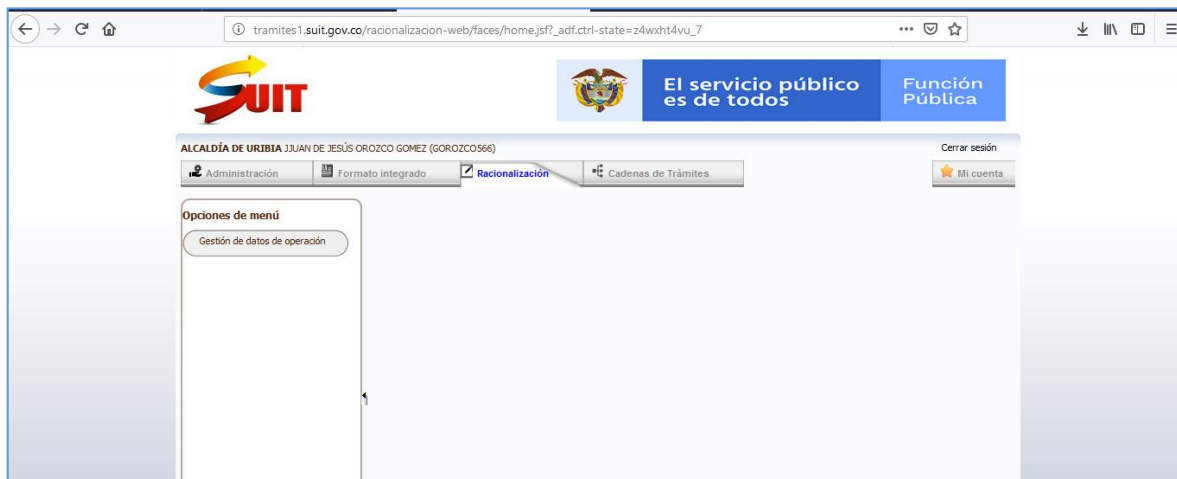 tramites1.suit.gov.co/racionalizacion-web/faces/home.jsf?_adf.ctrl-state=z4wxht4vu_7
SUIT
El servicio público
es de todos
Función
Pública
ALCALDÍA DE URIBIA JJUAN DE JESÚS OROZCO GOMEZ (GOROZCO566)
Cerrar sesión
Administración
Formato integrado
Racionalización
Cadenas de Trámites
Mi cuenta
Opciones de menú
Gestión de datos de operación